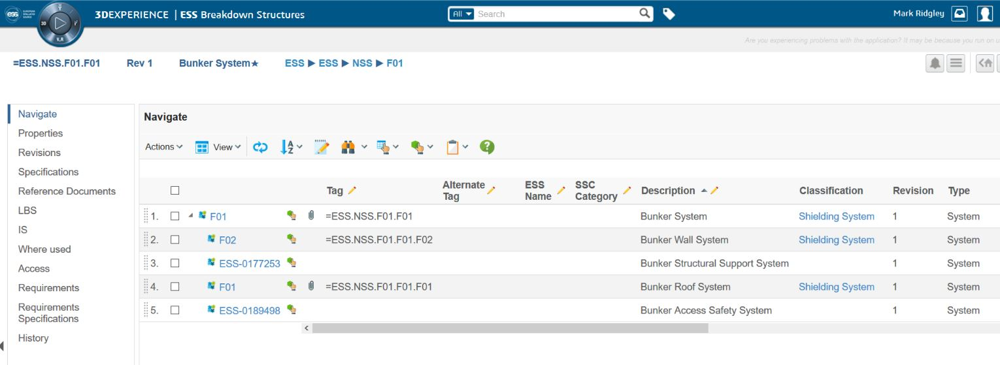 ess EUROPEAN SPALLATION SOURCE
3D V.R
3DEXPERIENCE | ESS Breakdown Structures
All Search
Mark Ridgley
Are you experiencing problems with the application? It may be because you run on u
=ESS.NSS.F01.F01 Rev 1 Bunker System★ ESS ▶ ESS ▶ NSS ▶ F01
Navigate
Properties
Revisions
Specifications
Reference Documents
LBS
IS
Where used
Access
Requirements
Requirements
Specifications
History
Navigate
Actions View
Tag Alternate Tag ESS Name SSC Category Description Classification Revision Type
1. F01 =ESS.NSS.F01.F01 Bunker System Shielding System 1 System
2. F02 =ESS.NSS.F01.F01.F02 Bunker Wall System Shielding System 1 System
3. ESS-0177253 Bunker Structural Support System 1 System
4. F01 =ESS.NSS.F01.F01.F01 Bunker Roof System Shielding System 1 System
5. ESS-0189498 Bunker Access Safety System 1 System